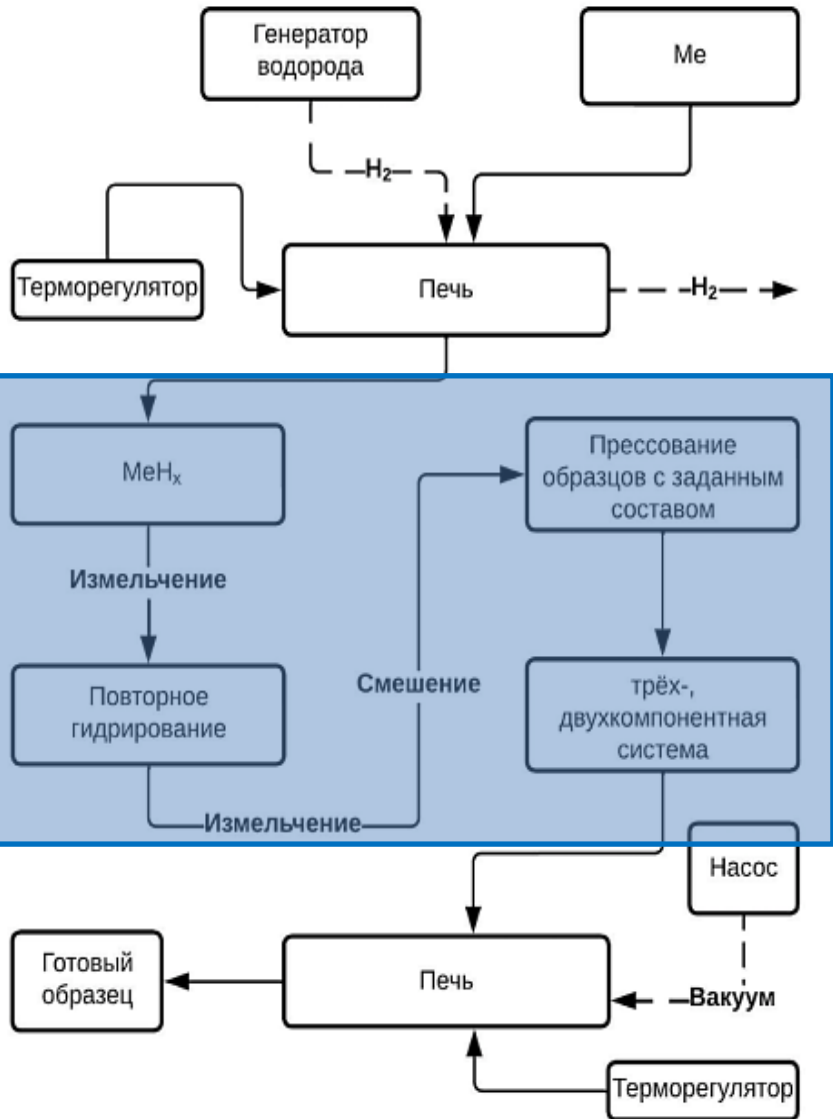 Генератор
водорода
Ме
H₂
Терморегулятор
Печь
H₂
MeHₓ
Прессование
образцов с заданным
составом
Измельчение
Повторное
гидрирование
Смешение
трёх-,
двухкомпонентная
система
Измельчение
Насос
Готовый
образец
Печь
Вакуум
Терморегулятор